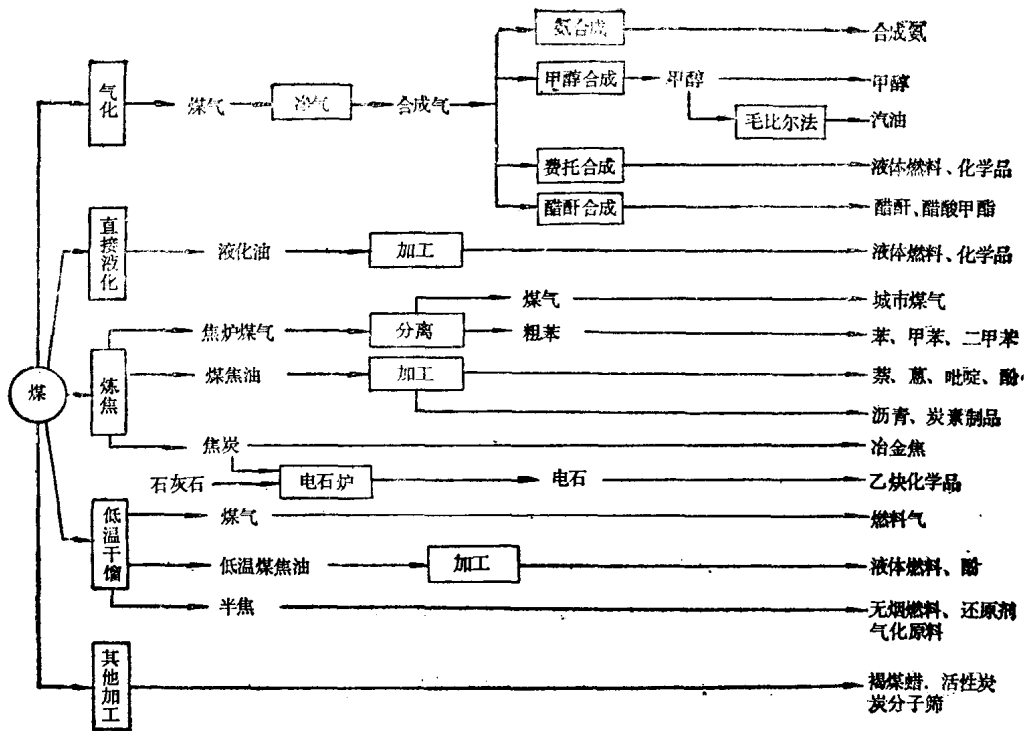 氨合成
合成氨
气化
煤气
合成气
甲醇合成
甲醇
甲醇
毛比尔法
汽油
费托合成
液体燃料、化学品
醋酐合成
醋酐、醋酸甲酯
直接液化
液化油
加工
液体燃料、化学品
煤
炼焦
焦炉煤气
分离
煤气
城市煤气
粗苯
苯、甲苯、二甲苯
煤焦油
加工
萘、蒽、吡啶、酚
沥青、炭素制品
焦炭
冶金焦
石灰石
电石炉
电石
乙炔化学品
低温干馏
煤气
燃料气
低温煤焦油
加工
液体燃料、酚
半焦
无烟燃料、还原剂
气化原料
其他加工
褐煤蜡、活性炭
炭分子筛